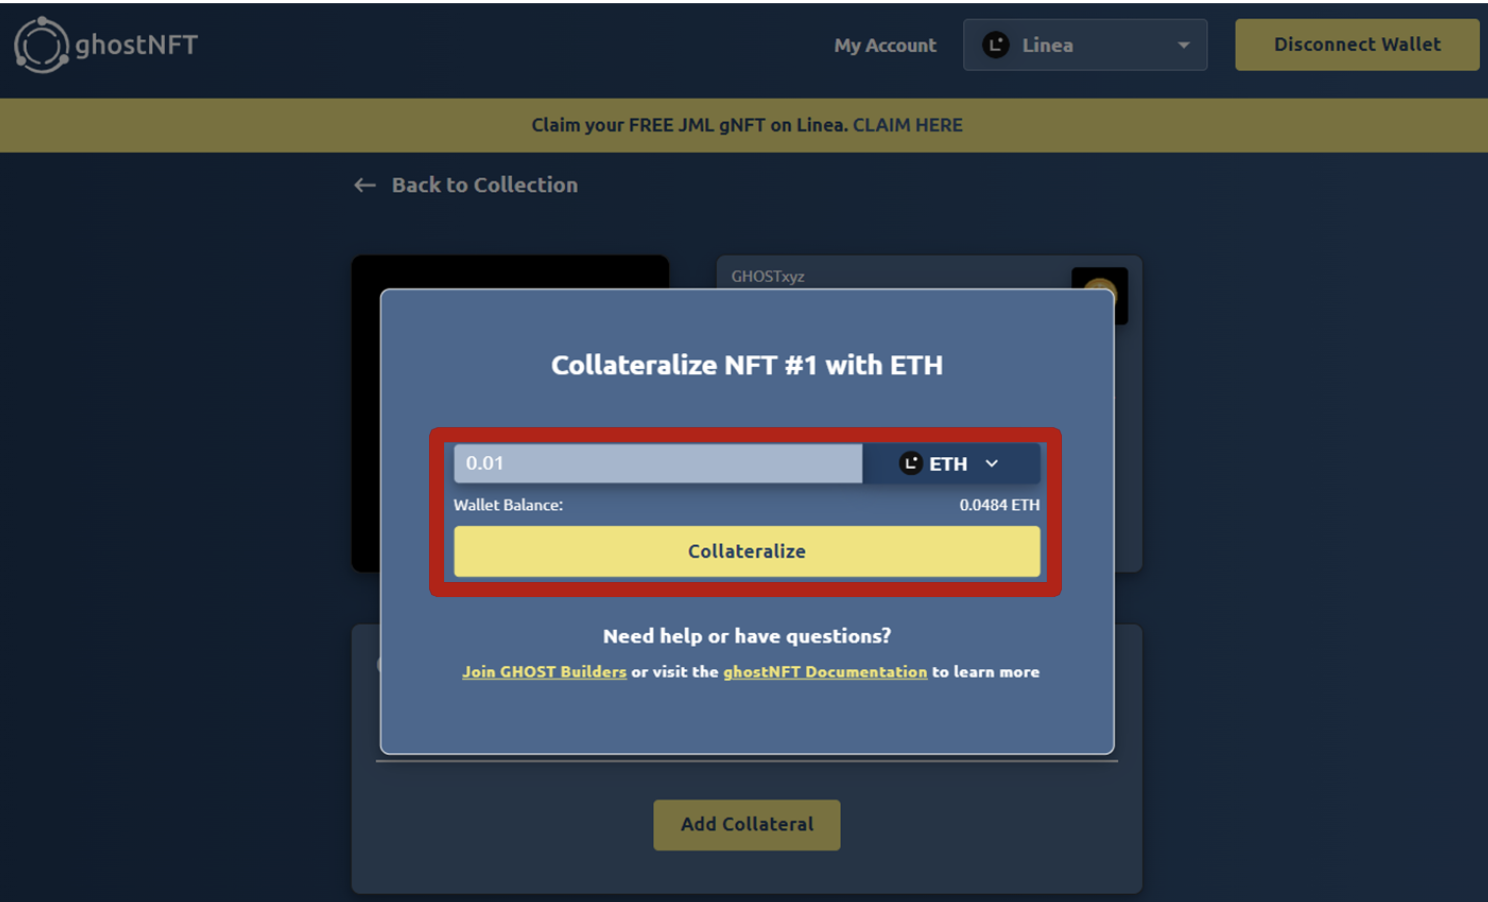 ghostNFT
My Account
Linea
Disconnect Wallet
Claim your FREE JML gNFT on Linea. CLAIM HERE
← Back to Collection
GHOSTxyz
Collateralize NFT #1 with ETH
0.01
ETH
Wallet Balance:
0.0484 ETH
Collateralize
Need help or have questions?
Join GHOST Builders or visit the ghostNFT Documentation to learn more
Add Collateral